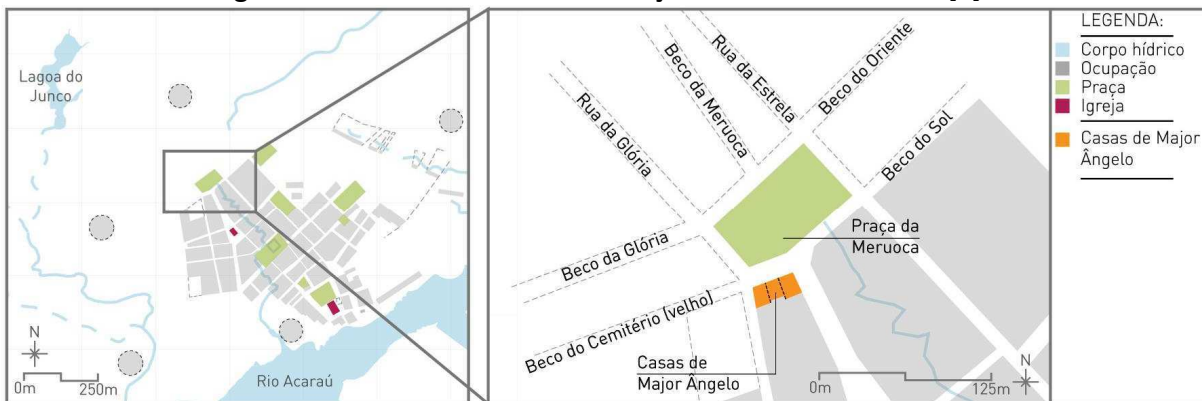 Lagoa do
Junco
N
0m
250m
Rio Acaraú
Rua da Glória
Beco da Meruoca
Rua da Estrela
Beco do Oriente
Beco do Sol
Praça da
Meruoca
Beco da Glória
Beco do Cemitério (velho)
Casas de
Major Ângelo
0m
125m
N
LEGENDA:
Corpo hídrico
Ocupação
Praça
Igreja
Casas de Major
Ângelo